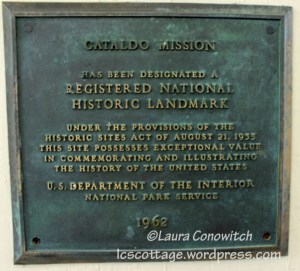 CATALDO MISSION
HAS BEEN DESIGNATED A
REGISTERED NATIONAL
HISTORIC LANDMARK
UNDER THE PROVISIONS OF THE
HISTORIC SITES ACT OF AUGUST 21, 1935
THIS SITE POSSESSES EXCEPTIONAL VALUE
IN COMMEMORATING AND ILLUSTRATING
THE HISTORY OF THE UNITED STATES
U.S. DEPARTMENT OF THE INTERIOR
NATIONAL PARK SERVICE
1962
©Laura Conowitch
lcscottage.wordpress.com